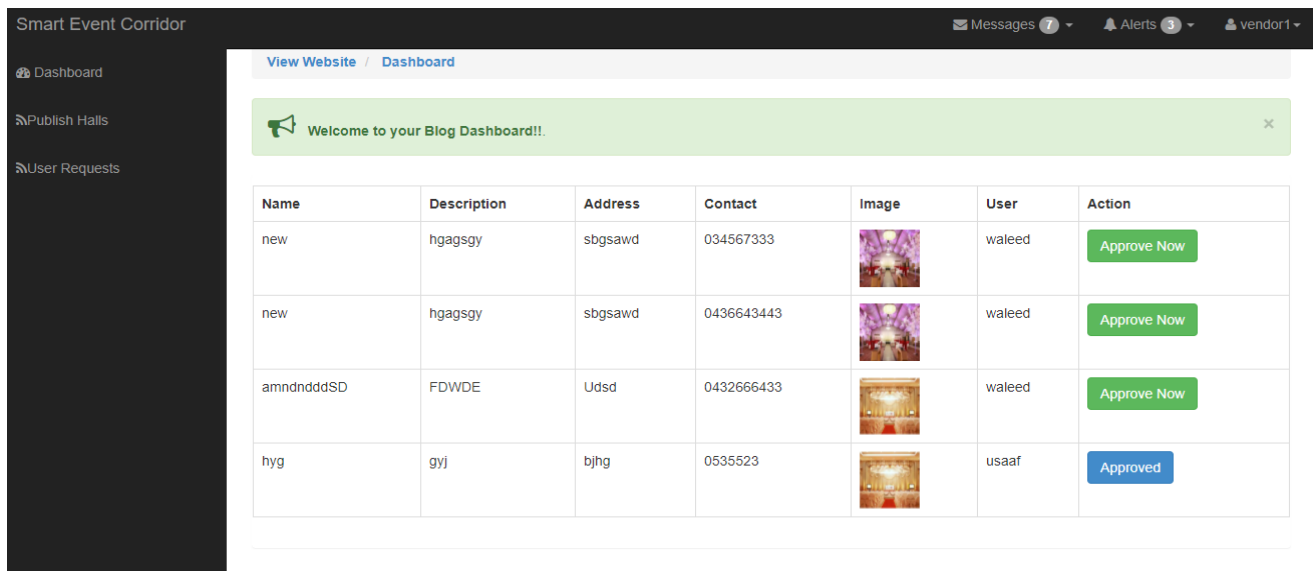 Smart Event Corridor Messages 7 Alerts 3 vendor1
Dashboard
Publish Halls
User Requests
View Website / Dashboard
Welcome to your Blog Dashboard!!. ×
Name Description Address Contact Image User Action
new hgagsgy sbgsawd 034567333 waleed Approve Now
new hgagsgy sbgsawd 0436643443 waleed Approve Now
amndndddSD FDWDE Udsd 0432666433 waleed Approve Now
hyg gyj bjhg 0535523 usaaf Approved